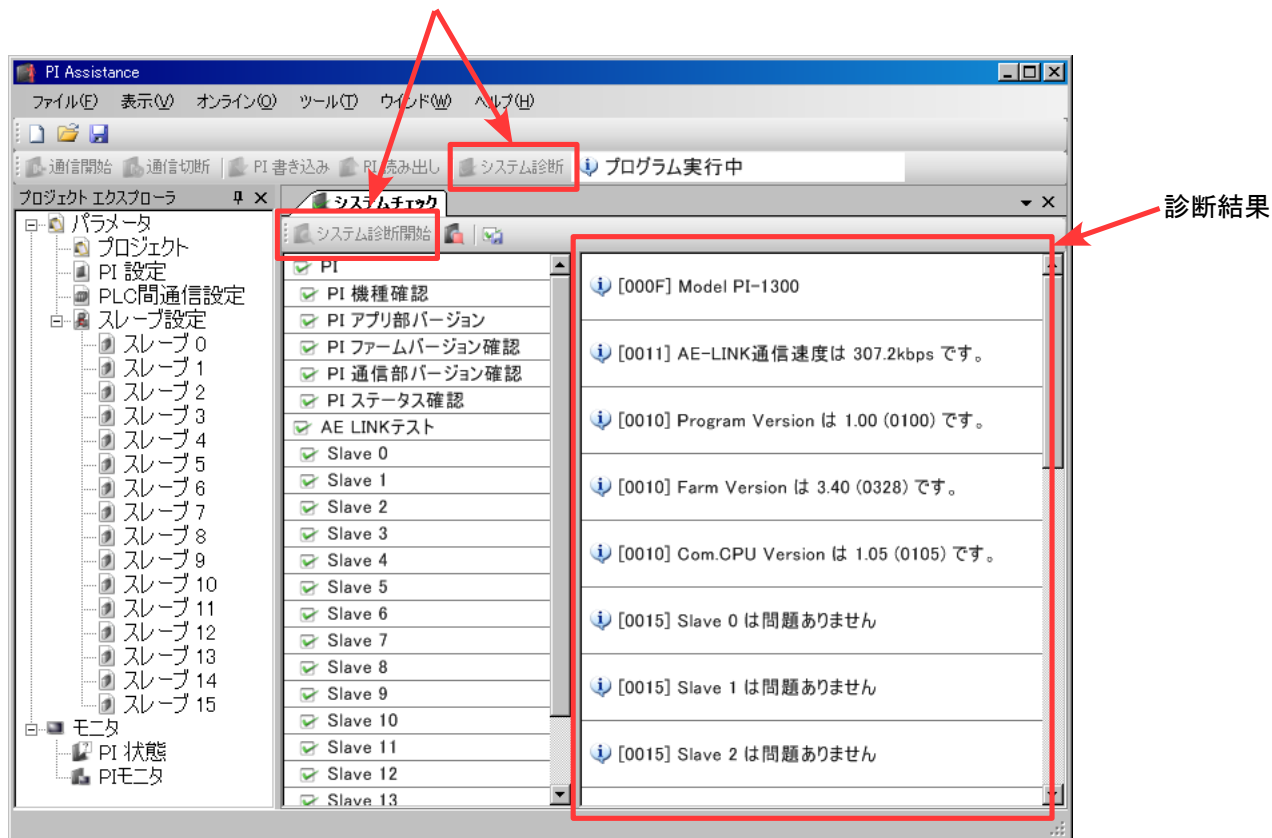 PI Assistance
ファイル(F) 表示(V) オンライン(O) ツール(T) ウインドウ(W) ヘルプ(H)
通信開始 通信切断 PI 書き込み PI 読み出し システム診断 プログラム実行中
プロジェクト エクスプローラ
システムチェック
診断結果
システム診断開始
パラメータ
プロジェクト
PI 設定
PLC間通信設定
スレーブ設定
スレーブ 0
スレーブ 1
スレーブ 2
スレーブ 3
スレーブ 4
スレーブ 5
スレーブ 6
スレーブ 7
スレーブ 8
スレーブ 9
スレーブ 10
スレーブ 11
スレーブ 12
スレーブ 13
スレーブ 14
スレーブ 15
モニタ
PI 状態
PIモニタ
PI
PI 機種確認
PI アプリ部バージョン
PI ファームバージョン確認
PI 通信部バージョン確認
PI ステータス確認
AE LINKテスト
Slave 0
Slave 1
Slave 2
Slave 3
Slave 4
Slave 5
Slave 6
Slave 7
Slave 8
Slave 9
Slave 10
Slave 11
Slave 12
Slave 13
[000F] Model PI-1300
[0011] AE-LINK通信速度は 307.2kbps です。
[0010] Program Version は 1.00 (0100) です。
[0010] Farm Version は 3.40 (0328) です。
[0010] Com.CPU Version は 1.05 (0105) です。
[0015] Slave 0 は問題ありません
[0015] Slave 1 は問題ありません
[0015] Slave 2 は問題ありません